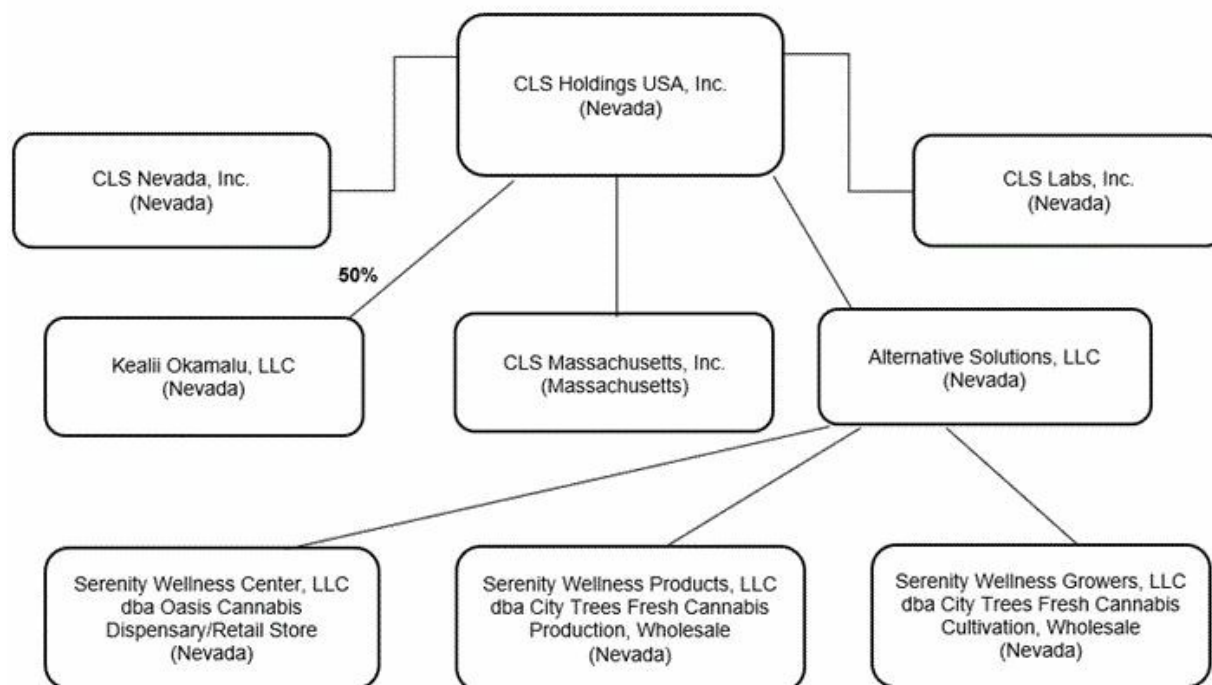 CLS Holdings USA, Inc.
(Nevada)
CLS Nevada, Inc.
(Nevada)
CLS Labs, Inc.
(Nevada)
50%
Kealii Okamalu, LLC
(Nevada)
CLS Massachusetts, Inc.
(Massachusetts)
Alternative Solutions, LLC
(Nevada)
Serenity Wellness Center, LLC
dba Oasis Cannabis
Dispensary/Retail Store
(Nevada)
Serenity Wellness Products, LLC
dba City Trees Fresh Cannabis
Production, Wholesale
(Nevada)
Serenity Wellness Growers, LLC
dba City Trees Fresh Cannabis
Cultivation, Wholesale
(Nevada)